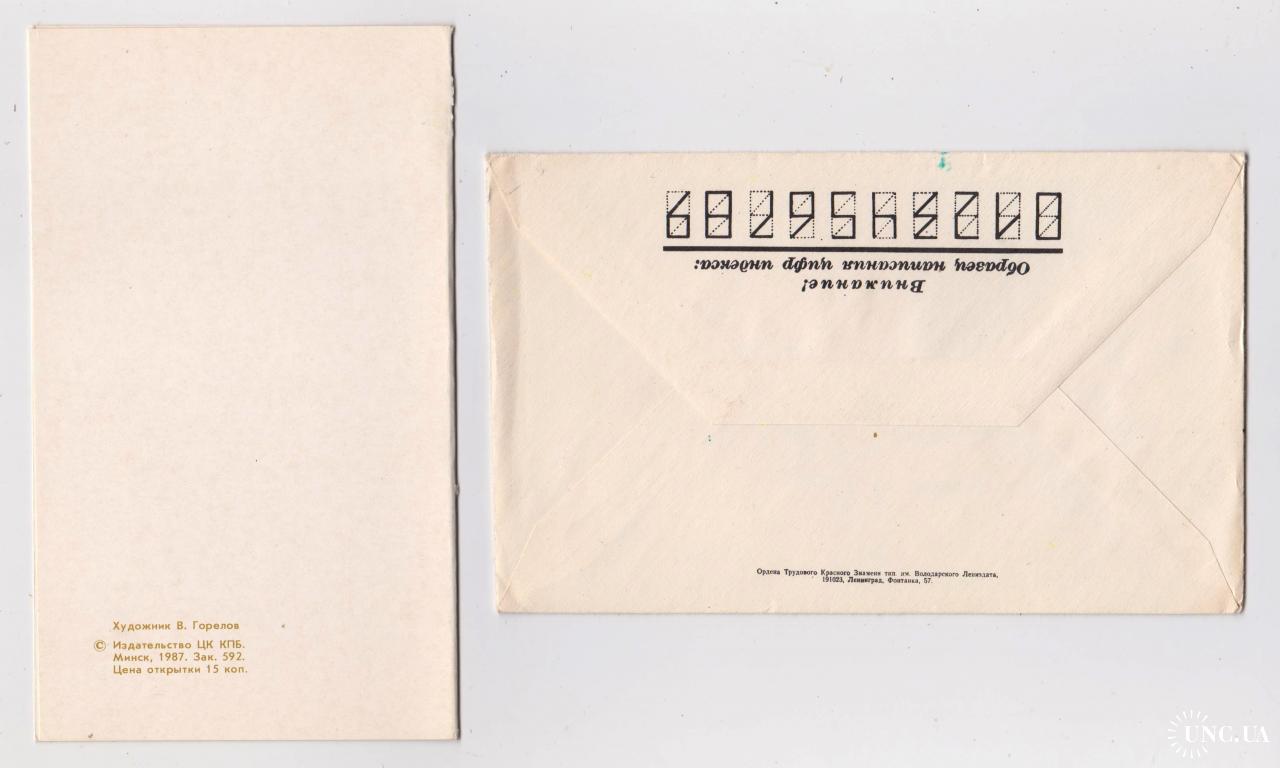 Художник В. Горелов
© Издательство ЦК КПБ.
Минск, 1987. Зак. 592.
Цена открытки 15 коп.
Внимание!
Образец написания цифр индекса:
0123456789
Ордена Трудового Красного Знамени тип. им. Володарского Лениздата,
191023, Ленинград, Фонтанка, 57.
UNC.UA